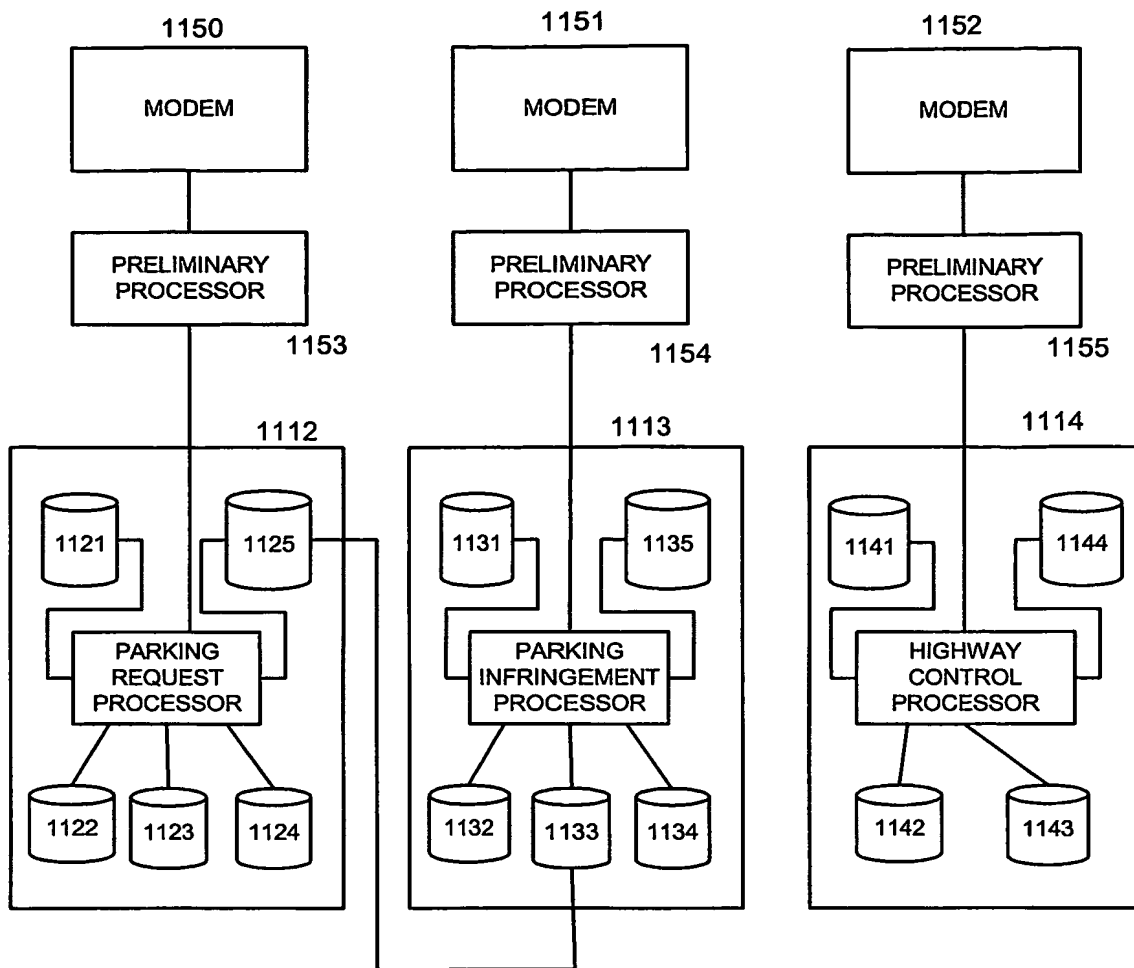 1150
1151
1152
MODEM
MODEM
MODEM
PRELIMINARY
PROCESSOR
PRELIMINARY
PROCESSOR
PRELIMINARY
PROCESSOR
1153
1154
1155
1112
1113
1114
1121
1125
1131
1135
1141
1144
PARKING
REQUEST
PROCESSOR
PARKING
INFRINGEMENT
PROCESSOR
HIGHWAY
CONTROL
PROCESSOR
1122
1123
1124
1132
1133
1134
1142
1143